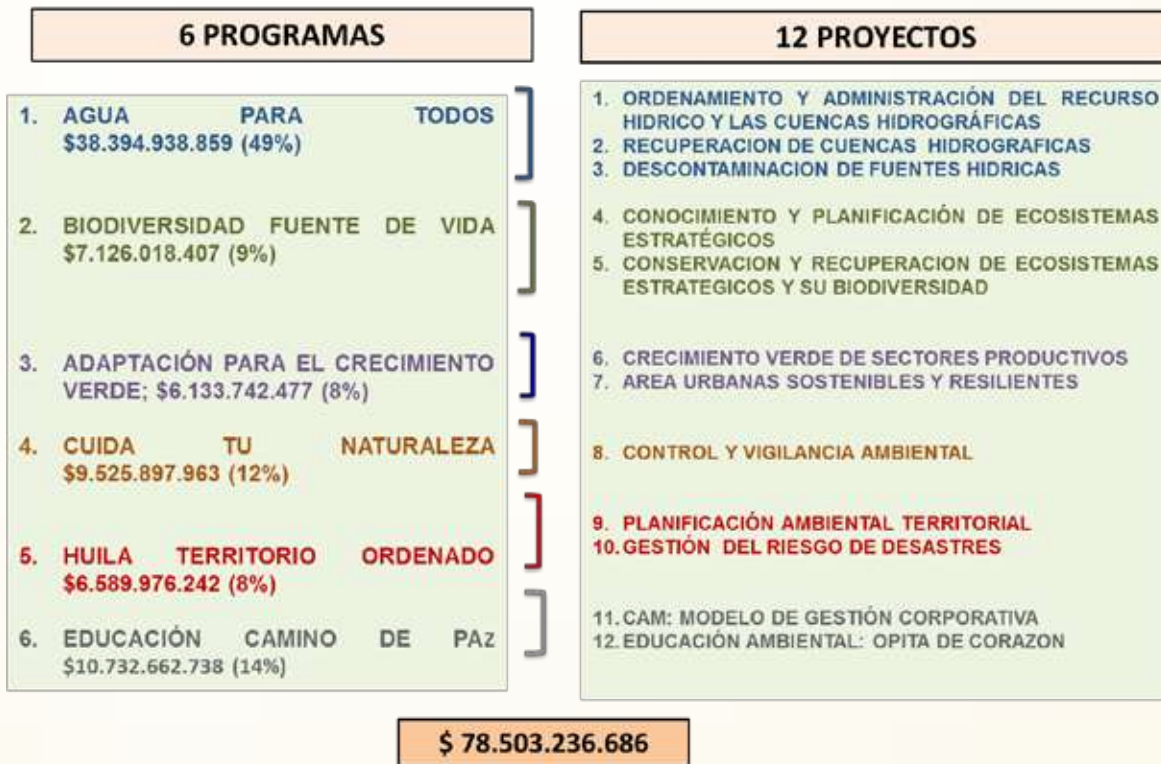 6 PROGRAMAS
1. AGUA PARA TODOS
$38.394.938.859 (49%)
2. BIODIVERSIDAD FUENTE DE VIDA
$7.126.018.407 (9%)
3. ADAPTACIÓN PARA EL CRECIMIENTO
VERDE; $6.133.742.477 (8%)
4. CUIDA TU NATURALEZA
$9.525.897.963 (12%)
5. HUILA TERRITORIO ORDENADO
$6.589.976.242 (8%)
6. EDUCACIÓN CAMINO DE PAz
$10.732.662.738 (14%)
12 PROYECTOS
1. ORDENAMIENTO Y ADMINISTRACIÓN DEL RECURSO
HIDRICO Y LAS CUENCAS HIDROGRÁFICAS
2. RECUPERACION DE CUENCAS HIDROGRAFICAS
3. DESCONTAMINACION DE FUENTES HIDRICAS
4. CONOCIMIENTO Y PLANIFICACIÓN DE ECOSISTEMAS
ESTRATÉGICOS
5. CONSERVACION Y RECUPERACION DE ECOSISTEMAS
ESTRATEGICOS Y SU BIODIVERSIDAD
6. CRECIMIENTO VERDE DE SECTORES PRODUCTIVOS
7. AREA URBANAS SOSTENIBLES Y RESILIENTES
8. CONTROL Y VIGILANCIA AMBIENTAL
9. PLANIFICACIÓN AMBIENTAL TERRITORIAL
10. GESTIÓN DEL RIESGO DE DESASTRES
11. CAM: MODELO DE GESTIÓN CORPORATIVA
12. EDUCACIÓN AMBIENTAL: OPITA DE CORAZON
$ 78.503.236.686